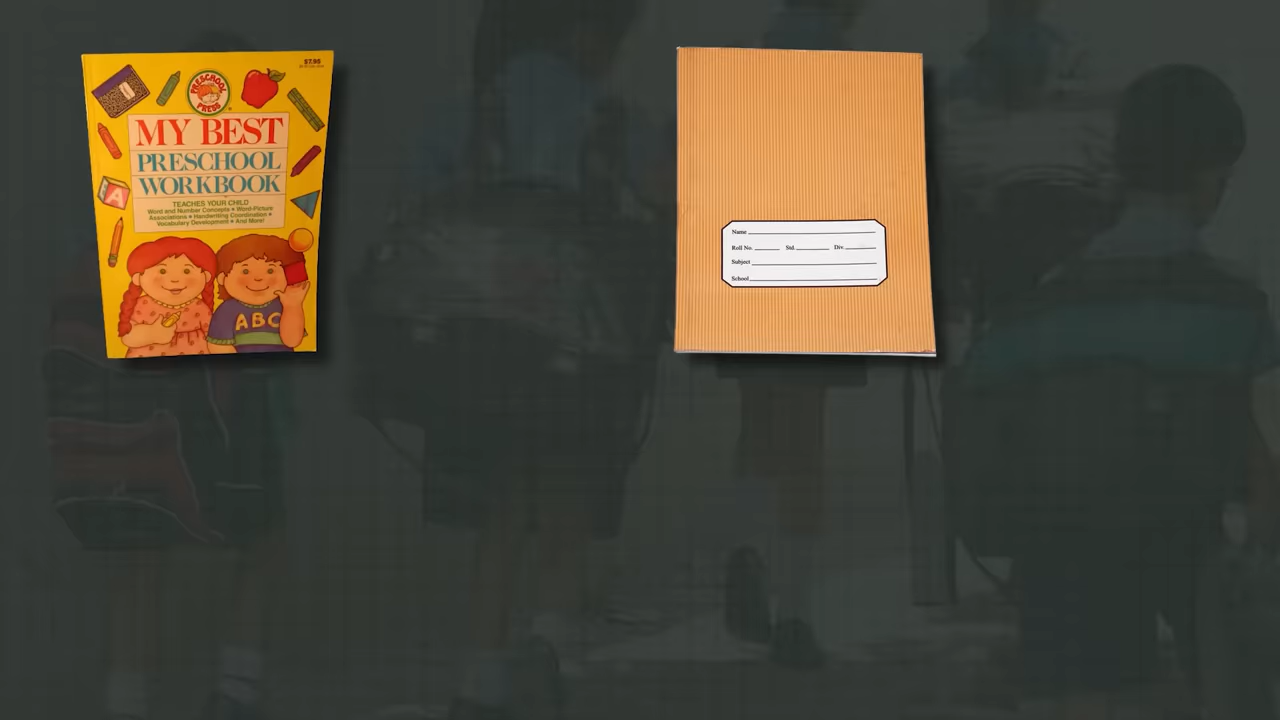 $7.95
PRESCHOOL
PRESS
MY BEST
PRESCHOOL
WORKBOOK
TEACHES YOUR CHILD
Word and Number Concepts • Word-Picture
Associations • Handwriting Coordination •
Vocabulary Development • And More!
A
ABC
Name
Roll No. Std. Div.
Subject
School